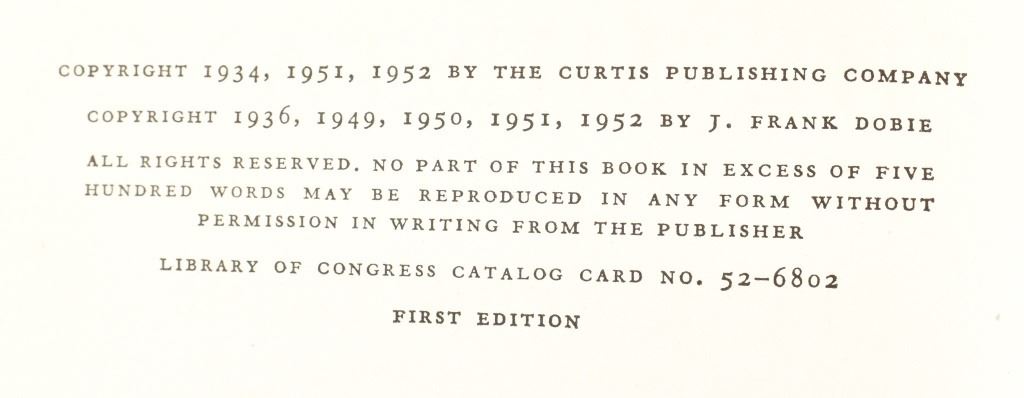 COPYRIGHT 1934, 1951, 1952 BY THE CURTIS PUBLISHING COMPANY
COPYRIGHT 1936, 1949, 1950, 1951, 1952 BY J. FRANK DOBIE
ALL RIGHTS RESERVED. NO PART OF THIS BOOK IN EXCESS OF FIVE
HUNDRED WORDS MAY BE REPRODUCED IN ANY FORM WITHOUT
PERMISSION IN WRITING FROM THE PUBLISHER
LIBRARY OF CONGRESS CATALOG CARD NO. 52–6802
FIRST EDITION